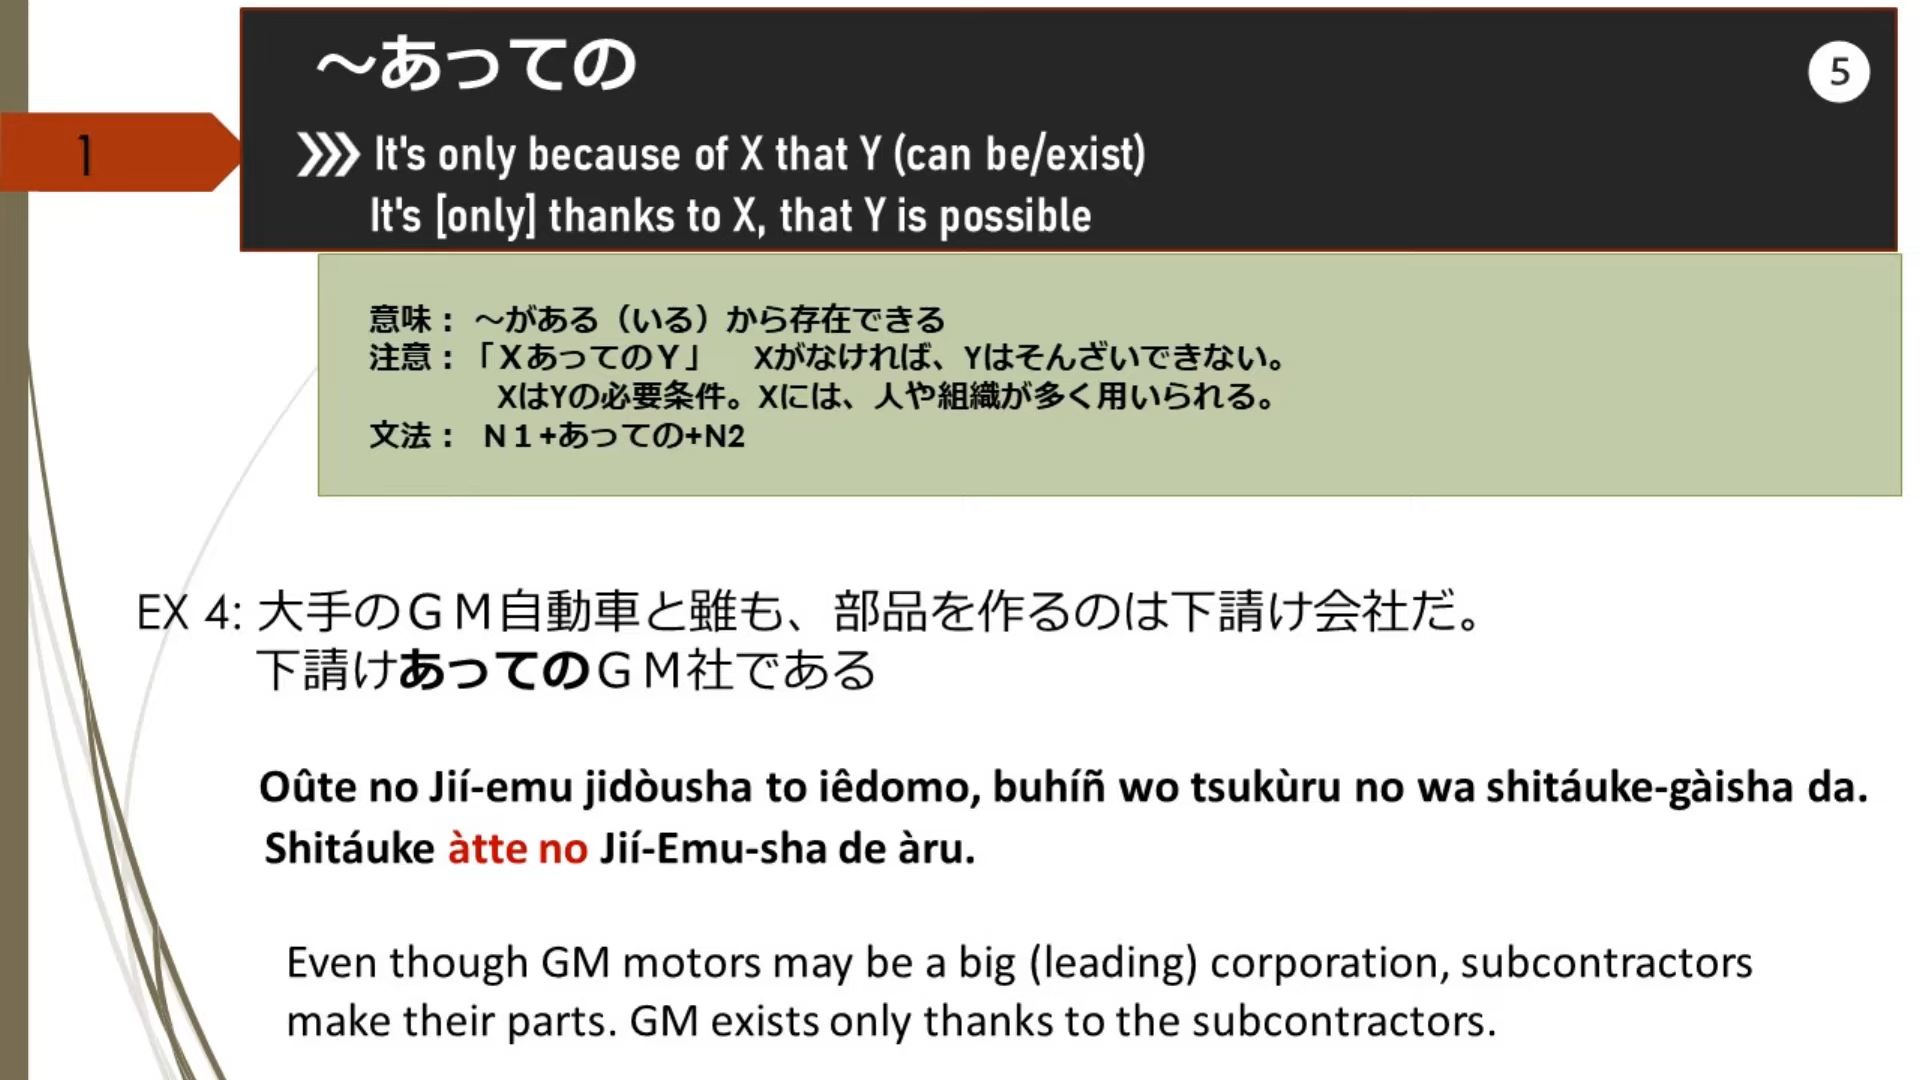 ～あっての
5
1
It's only because of X that Y (can be/exist)
It's [only] thanks to X, that Y is possible
意味： ～がある（いる）から存在できる
注意：「ＸあってのＹ」 Xがなければ、Yはそんざいできない。
XはYの必要条件。Xには、人や組織が多く用いられる。
文法： Ｎ１+あっての+N2
EX 4: 大手のＧＭ自動車と雖も、部品を作るのは下請け会社だ。
下請けあってのＧＭ社である
Oûte no Jií-emu jidòusha to iêdomo, buhíñ wo tsukùru no wa shitáuke-gàisha da.
Shitáuke àtte no Jií-Emu-sha de àru.
Even though GM motors may be a big (leading) corporation, subcontractors
make their parts. GM exists only thanks to the subcontractors.